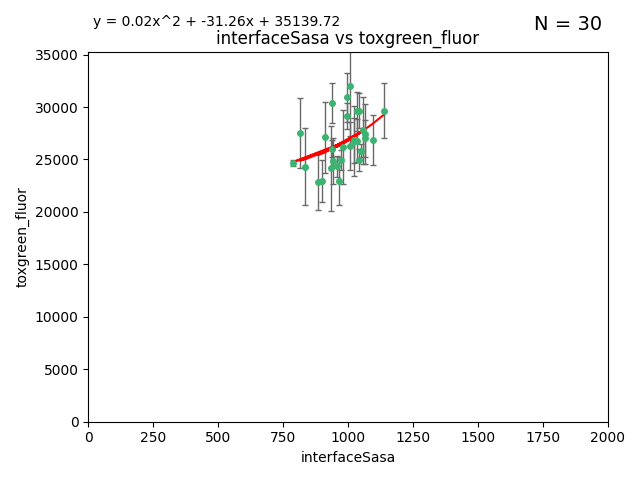 y = 0.02x^2 + -31.26x + 35139.72
N = 30
interfaceSasa vs toxgreen_fluor
35000
30000
25000
20000
15000
10000
5000
0
toxgreen_fluor
0 250 500 750 1000 1250 1500 1750 2000
interfaceSasa